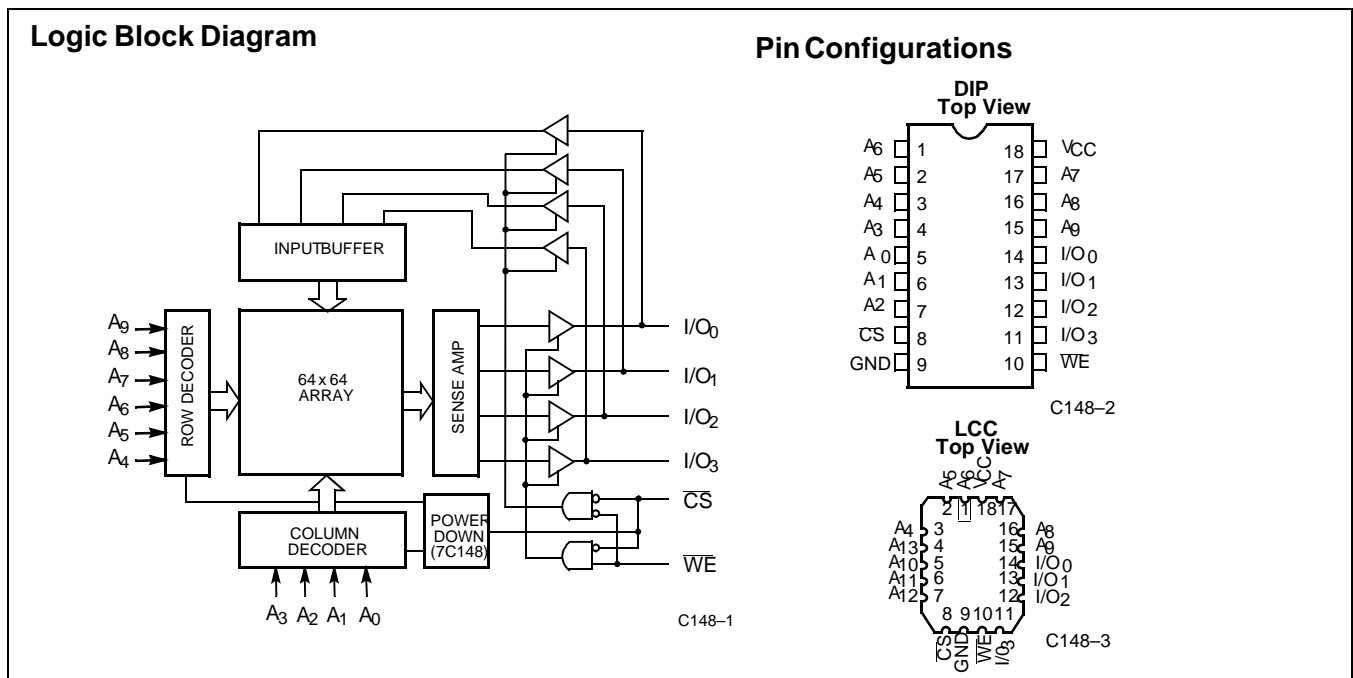 Logic Block Diagram
INPUTBUFFER
A9
A8
A7
A6
A5
A4
ROW DECODER
64 x 64
ARRAY
SENSE AMP
I/O0
I/O1
I/O2
I/O3
CS
WE
COLUMN
DECODER
POWER
DOWN
(7C148)
A3 A2 A1 A0
C148–1
Pin Configurations
DIP
Top View
A6 1 18 VCC
A5 2 17 A7
A4 3 16 A8
A3 4 15 A9
A0 5 14 I/O0
A1 6 13 I/O1
A2 7 12 I/O2
CS 8 11 I/O3
GND 9 10 WE
C148–2
LCC
Top View
A5 A6 VCC A7
2 1 18 17
A4 3 16 A8
A13 4 15 A9
A10 5 14 I/O0
A11 6 13 I/O1
A12 7 12 I/O2
8 9 10 11
CS GND WE I/O3
C148–3